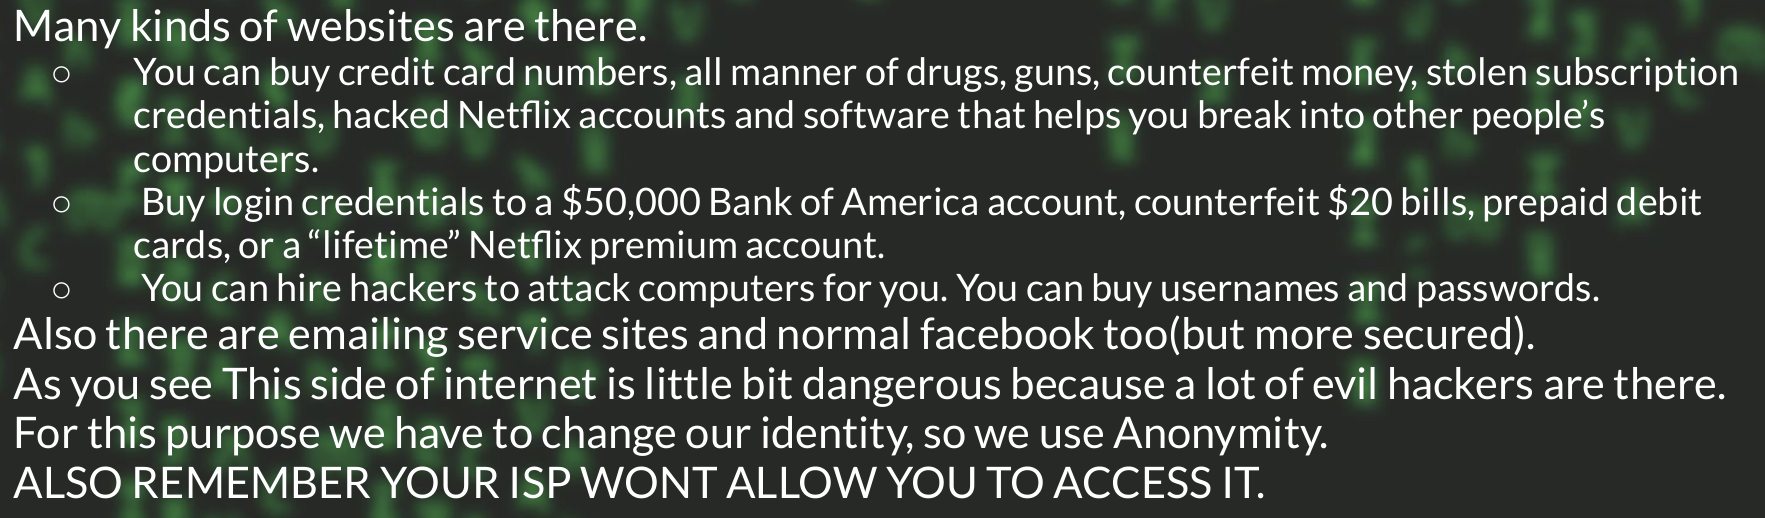 Many kinds of websites are there.
○ You can buy credit card numbers, all manner of drugs, guns, counterfeit money, stolen subscription
credentials, hacked Netflix accounts and software that helps you break into other people’s
computers.
○ Buy login credentials to a $50,000 Bank of America account, counterfeit $20 bills, prepaid debit
cards, or a “lifetime” Netflix premium account.
○ You can hire hackers to attack computers for you. You can buy usernames and passwords.
Also there are emailing service sites and normal facebook too(but more secured).
As you see This side of internet is little bit dangerous because a lot of evil hackers are there.
For this purpose we have to change our identity, so we use Anonymity.
ALSO REMEMBER YOUR ISP WONT ALLOW YOU TO ACCESS IT.